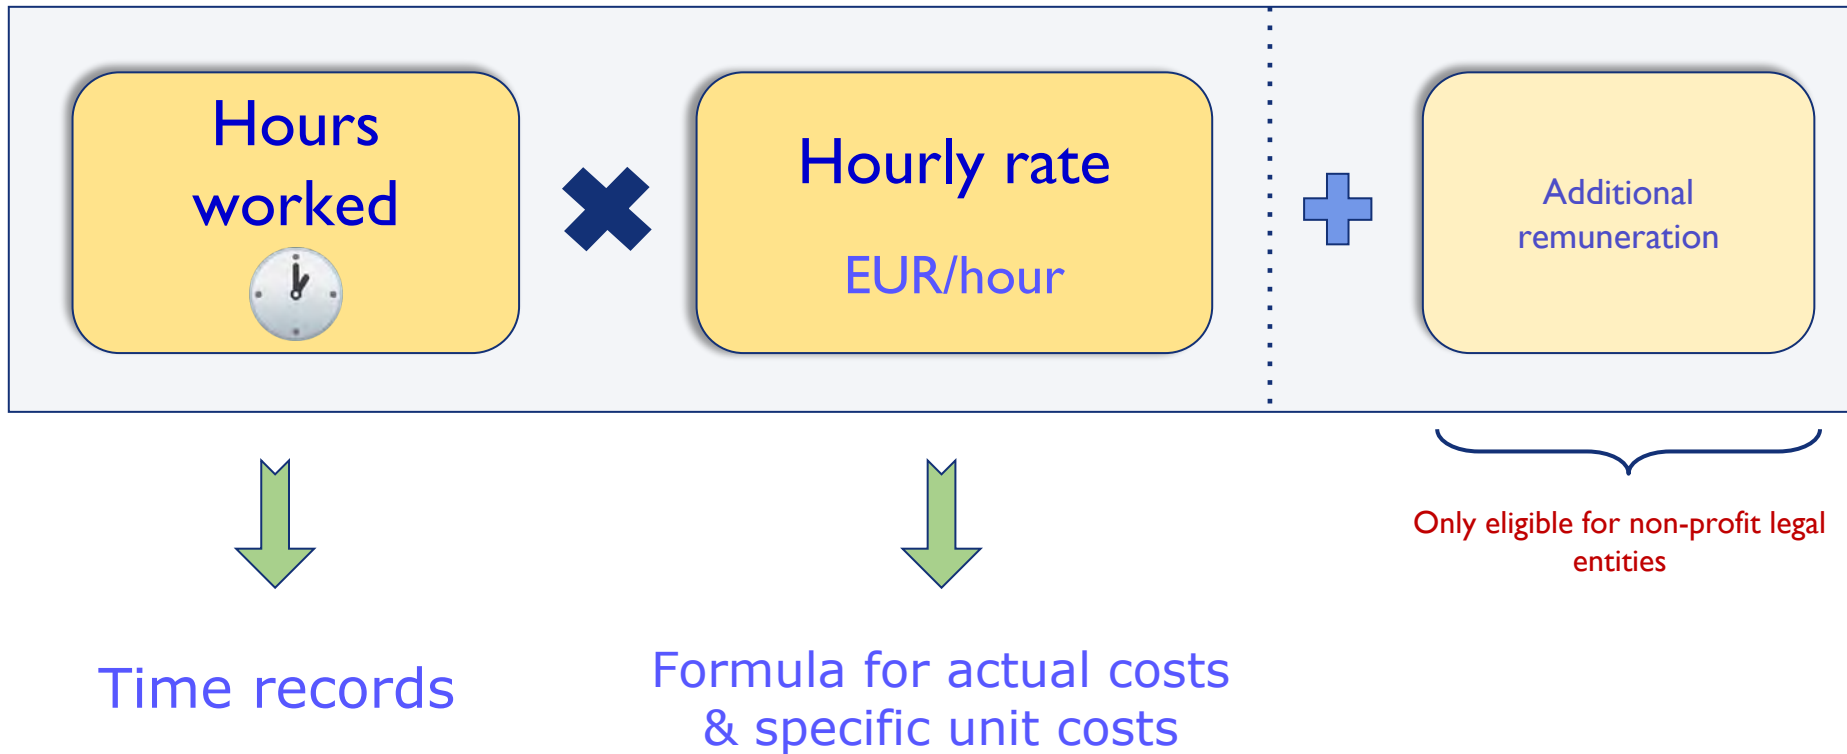 Hours
worked
Hourly rate
EUR/hour
Additional
remuneration
Only eligible for non-profit legal
entities
Time records
Formula for actual costs
& specific unit costs